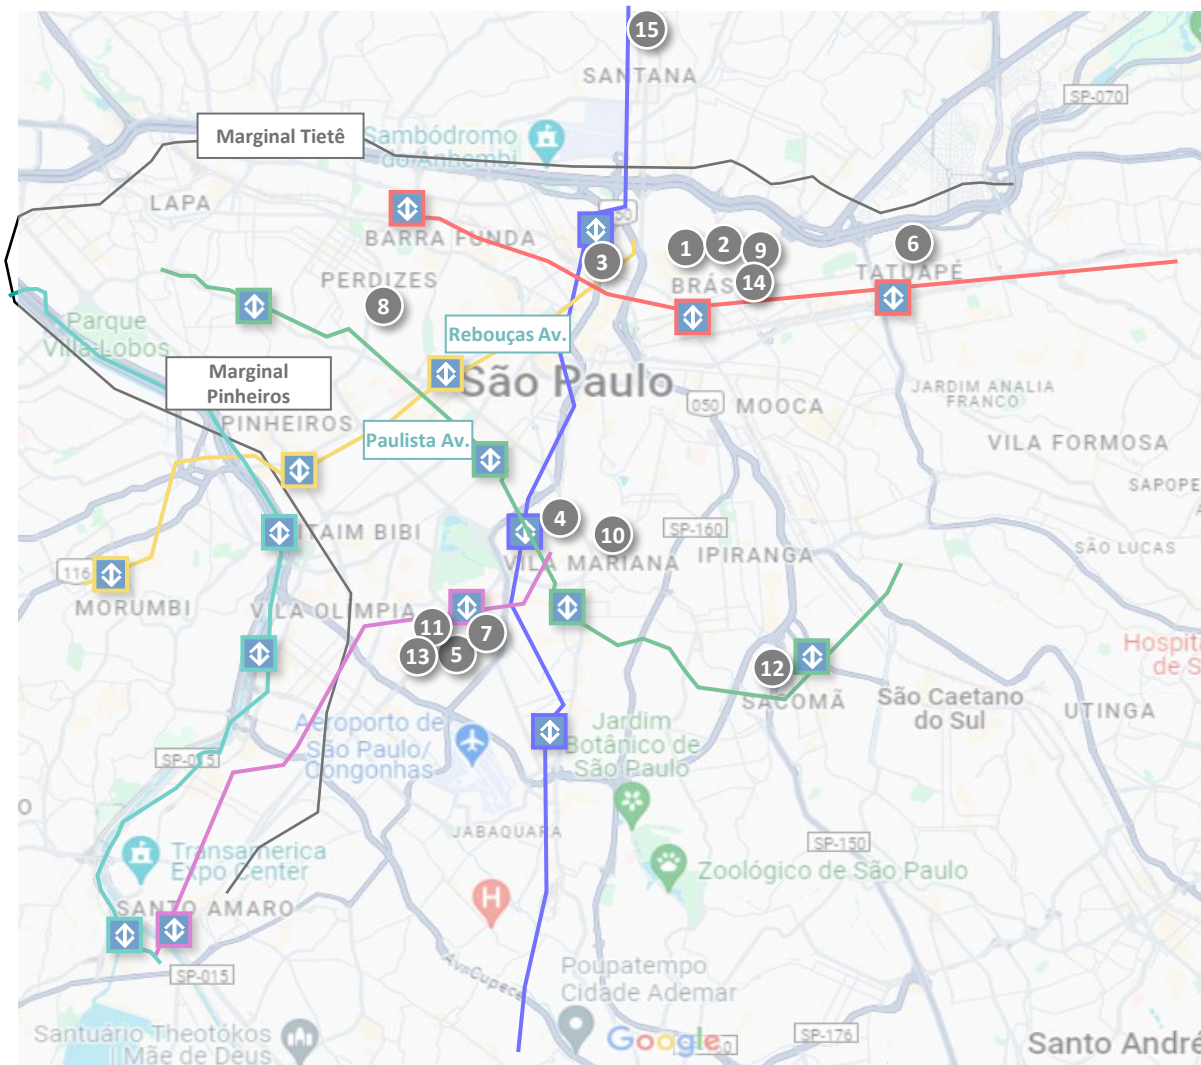 15
SANTANA
SP-070
Marginal Tietê
Sambódromo
do Anhembi
LAPA
BARRA FUNDA
3
1
2
9
6
TATUAPÉ
PERDIZES
8
BRÁS
14
Parque
Villa-Lobos
Rebouças Av.
Marginal
Pinheiros
São Paulo
050
MOOCA
JARDIM ANALIA
FRANCO
PINHEIROS
Paulista Av.
VILA FORMOSA
SAPOPE
4
10
SP-160
ITAIM BIBI
VILA MARIANA
IPIRANGA
SÃO LUCAS
116
MORUMBI
VILA OLÍMPIA
11
7
13
5
12
Hospita
de S
SACOMÃ
São Caetano
do Sul
UTINGA
Aeroporto de
São Paulo/
Congonhas
Jardim
Botânico de
São Paulo
SP-015
O
JABAQUARA
SP-150
Transamerica
Expo Center
Zoológico de São Paulo
SANTO AMARO
H
SP-015
Av. Cupecê
Poupatempo
Cidade Ademar
Santuário Theotókos
| Mãe de Deus
Google
SP-176
Santo André